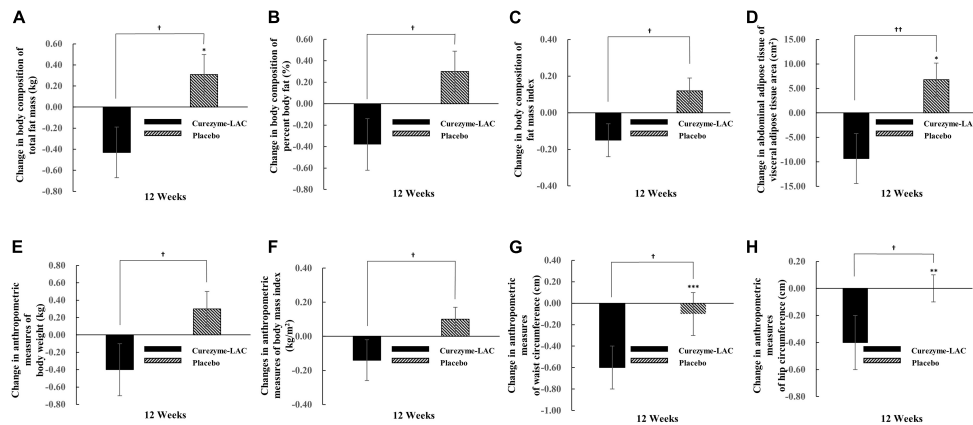 A
Change in body composition of
total fat mass (kg)
0.60
0.40
0.20
0.00
-0.20
-0.40
-0.60
-0.80
†
*
Curezyme-LAC
Placebo
12 Weeks
B
Change in body composition of
percent body fat (%)
0.60
0.40
0.20
0.00
-0.20
-0.40
-0.60
-0.80
†
Curezyme-LAC
Placebo
12 Weeks
C
Change in body composition of
fat mass index
0.40
0.20
0.00
-0.20
-0.40
†
Curezyme-LAC
Placebo
12 Weeks
D
Change in abdominal adipose tissue of
visceral adipose tissue area (cm²)
15.00
10.00
5.00
0.00
-5.00
-10.00
-15.00
††
*
Curezyme-LA
Placebo
12 Weeks
E
Change in anthropometric
measures of
body weight (kg)
0.80
0.60
0.40
0.20
0.00
-0.20
-0.40
-0.60
-0.80
†
Curezyme-LAC
Placebo
12 Weeks
F
Changes in anthropometric
measures of body mass index
(kg/m²)
0.40
0.20
0.00
-0.20
-0.40
†
Curezyme-LAC
Placebo
12 Weeks
G
Change in anthropometric
measures
of waist circumference (cm)
0.40
0.20
0.00
-0.20
-0.40
-0.60
-0.80
-1.00
†
***
Curezyme-LAC
Placebo
12 Weeks
H
Change in anthropometric
measures
of hip circumference (cm)
0.20
0.00
-0.20
-0.40
-0.60
-0.80
†
**
Curezyme-LAC
Placebo
12 Weeks